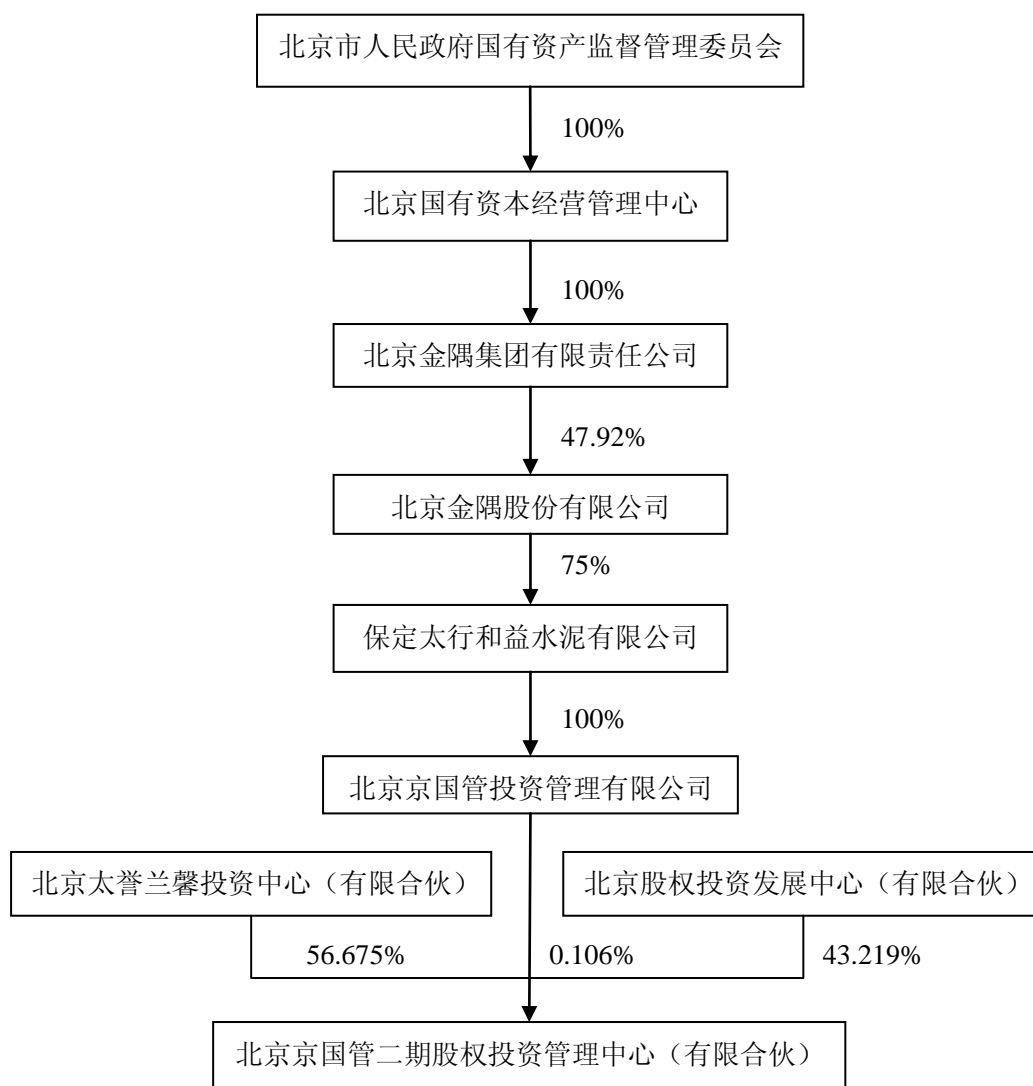 北京市人民政府国有资产监督管理委员会
100%
北京国有资本经营管理中心
100%
北京金隅集团有限责任公司
47.92%
北京金隅股份有限公司
75%
保定太行和益水泥有限公司
100%
北京京国管投资管理有限公司
北京太誉兰馨投资中心（有限合伙）
北京股权投资发展中心（有限合伙）
56.675%
0.106%
43.219%
北京京国管二期股权投资管理中心（有限合伙）